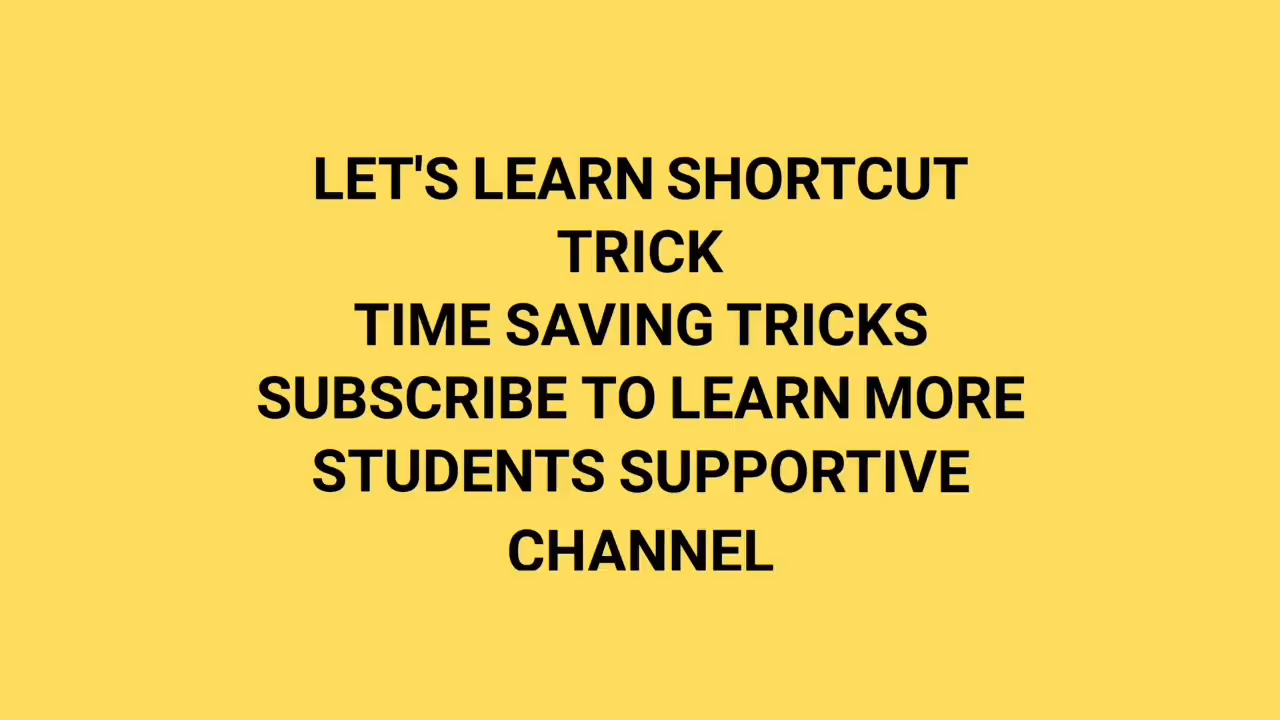 LET'S LEARN SHORTCUT
TRICK
TIME SAVING TRICKS
SUBSCRIBE TO LEARN MORE
STUDENTS SUPPORTIVE
CHANNEL